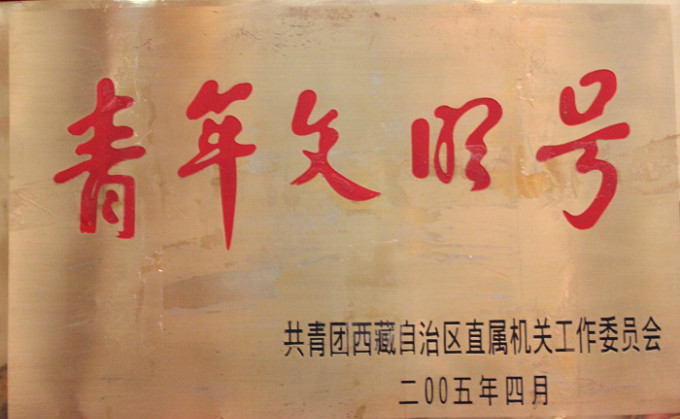 青年文明号
共青团西藏自治区直属机关工作委员会
二00五年四月